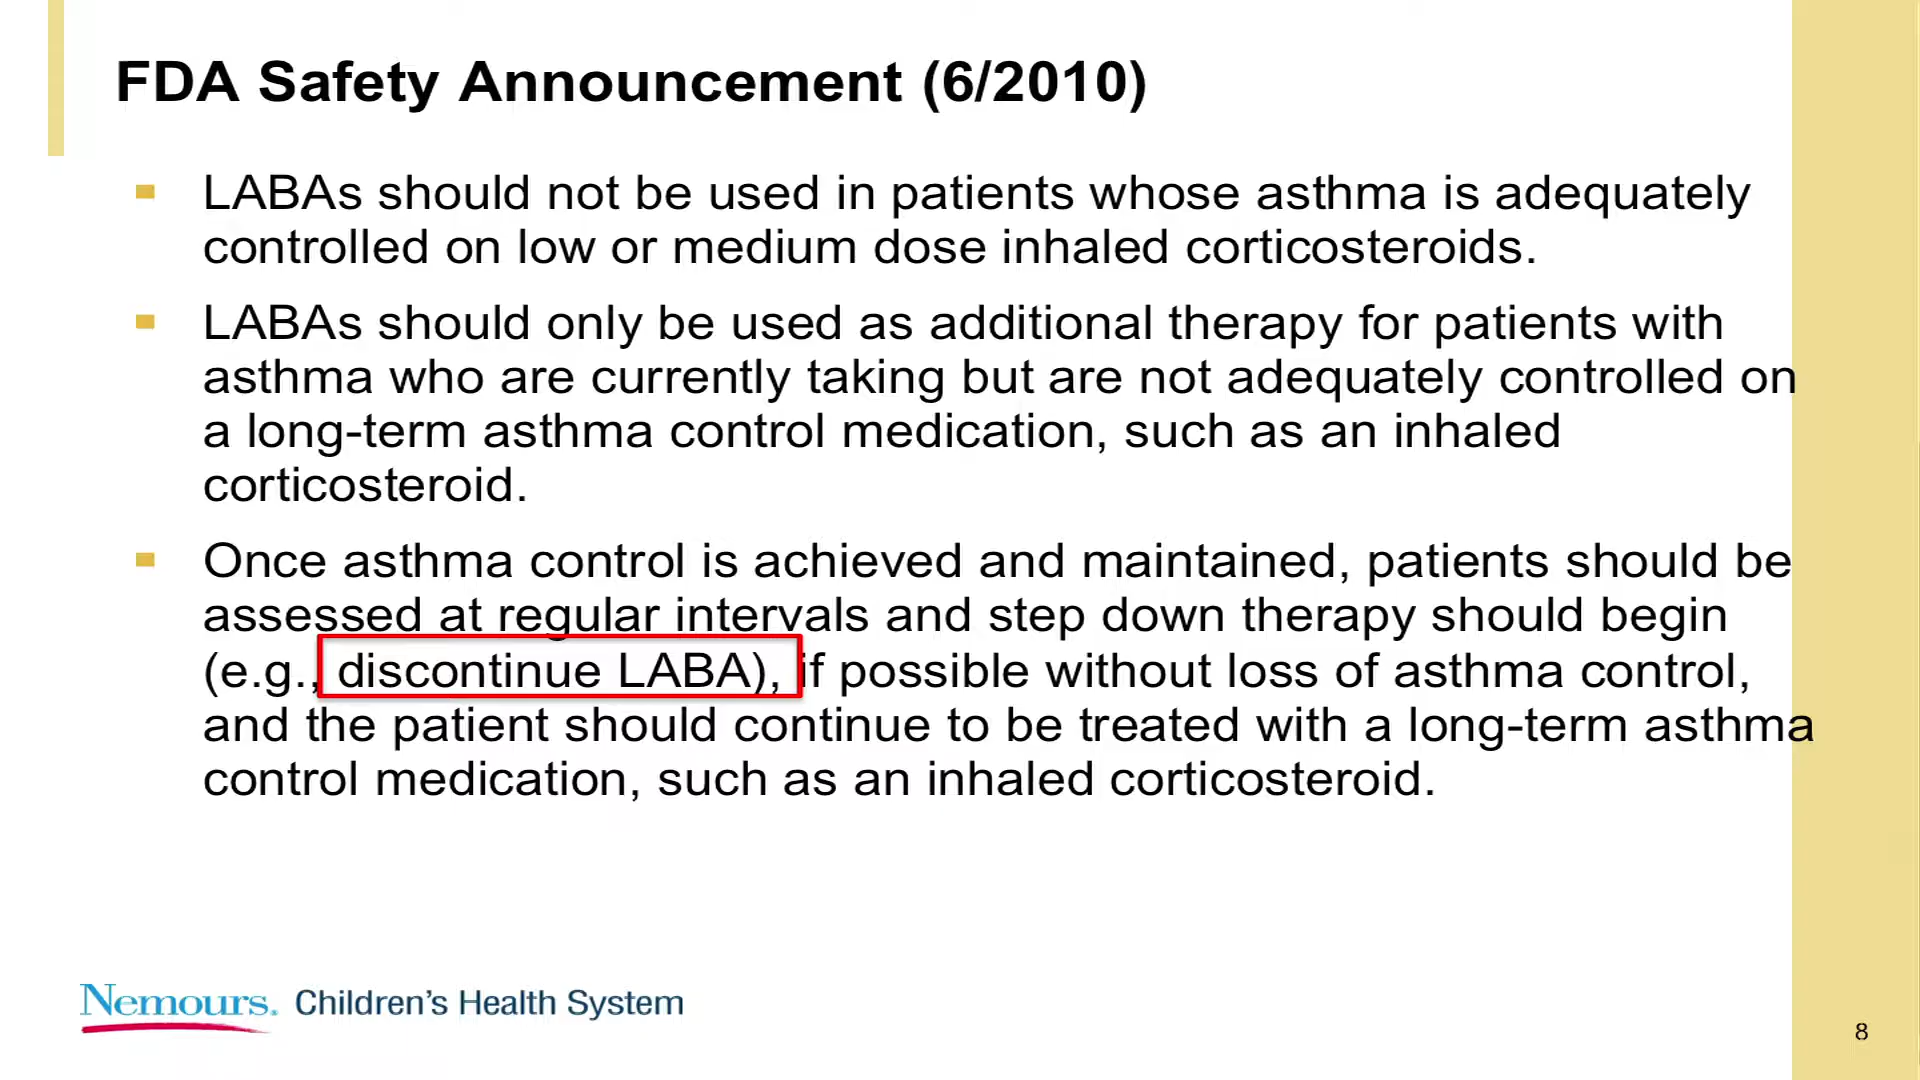 FDA Safety Announcement (6/2010)
LABAs should not be used in patients whose asthma is adequately
controlled on low or medium dose inhaled corticosteroids.
LABAs should only be used as additional therapy for patients with
asthma who are currently taking but are not adequately controlled on
a long-term asthma control medication, such as an inhaled
corticosteroid.
Once asthma control is achieved and maintained, patients should be
assessed at regular intervals and step down therapy should begin
(e.g., discontinue LABA), if possible without loss of asthma control,
and the patient should continue to be treated with a long-term asthma
control medication, such as an inhaled corticosteroid.
Nemours. Children's Health System
8